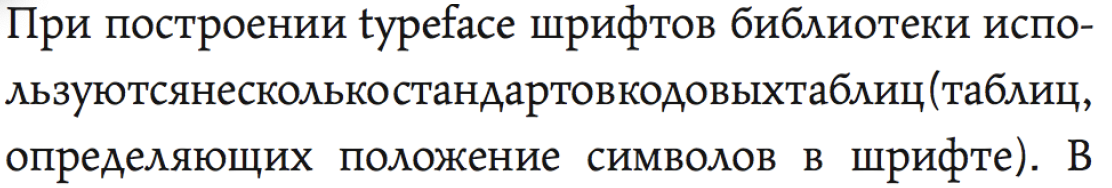 При построении typeface шрифтов библиотеки испо-
льзуютсянесколькостандартовкодовыхтаблиц(таблиц,
определяющих положение символов в шрифте). В